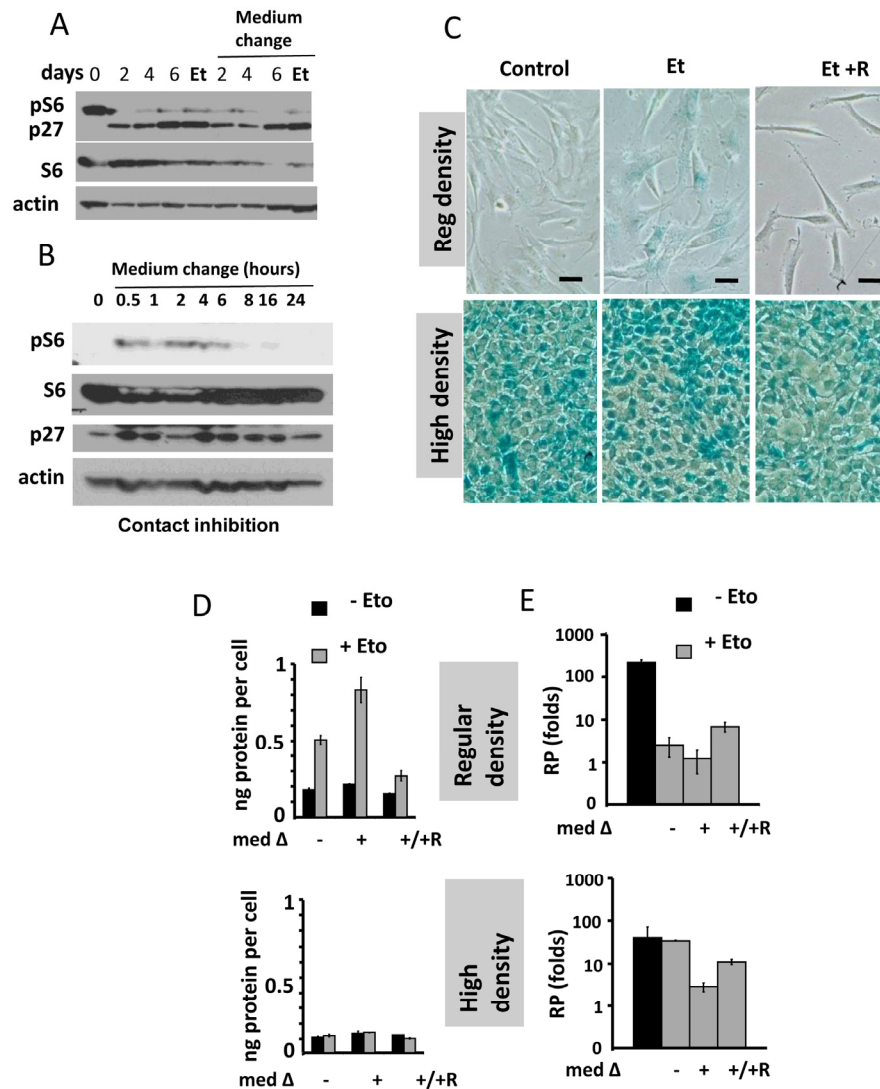 A
Medium
change
days 0 2 4 6 Et 2 4 6 Et
pS6
p27
S6
actin
B
Medium change (hours)
0 0.5 1 2 4 6 8 16 24
pS6
S6
p27
actin
Contact inhibition
C
Control Et Et +R
Reg density
High density
D
- Eto
+ Eto
ng protein per cell
1
0.5
0
med Δ - + +/+R
Regular
density
E
- Eto
+ Eto
RP (folds)
1000
100
10
1
0
med Δ - + +/+R
ng protein per cell
1
0.5
0
med Δ - + +/+R
High
density
RP (folds)
1000
100
10
1
0
med Δ - + +/+R